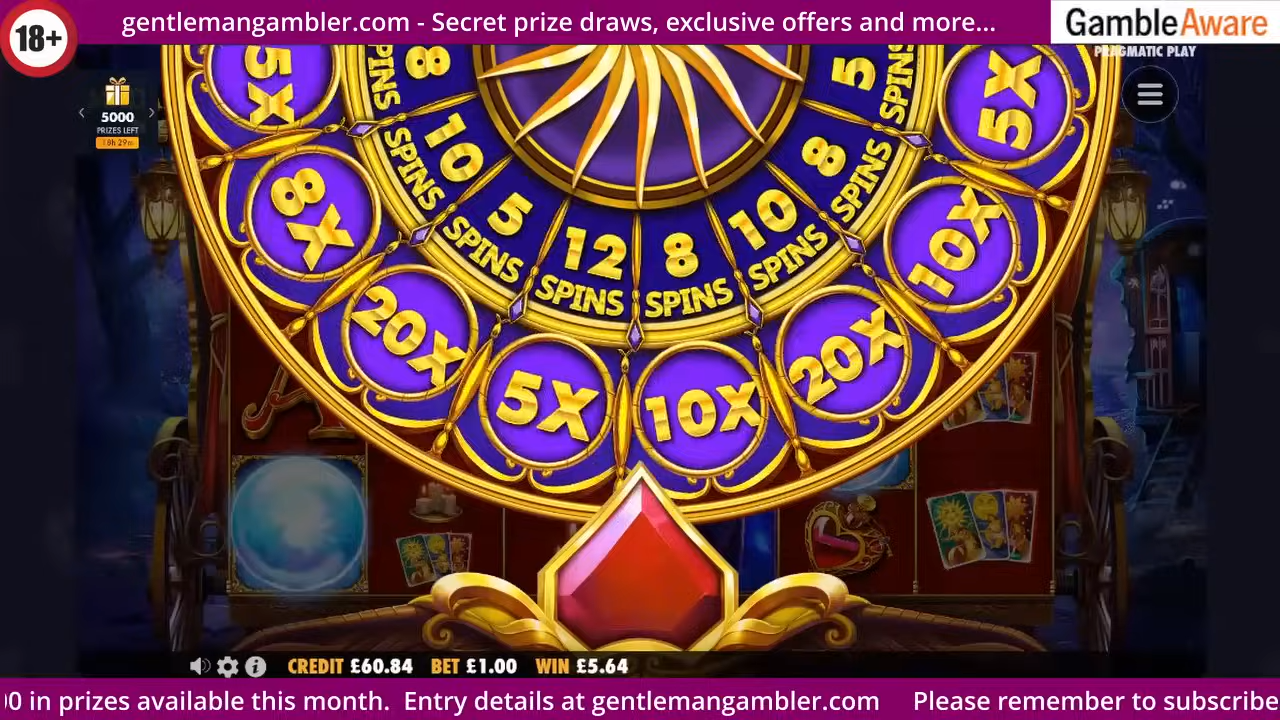 gentlemangambler.com - Secret prize draws, exclusive offers and more...
18+
GambleAware
PRAGMATIC PLAY
5000
PRIZES LEFT
18h 29m
5X
SPINS
8
5
SPINS
5X
8X
10
SPINS
8
SPINS
10X
5
SPINS
12
SPINS
8
SPINS
10
SPINS
20X
5X
10X
20X
A
CREDIT £60.84 BET £1.00 WIN £5.64
0 in prizes available this month. Entry details at gentlemangambler.com Please remember to subscribe